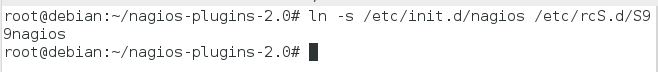 root@debian:~/nagios-plugins-2.0# ln -s /etc/init.d/nagios /etc/rcS.d/S9
9nagios
root@debian:~/nagios-plugins-2.0#